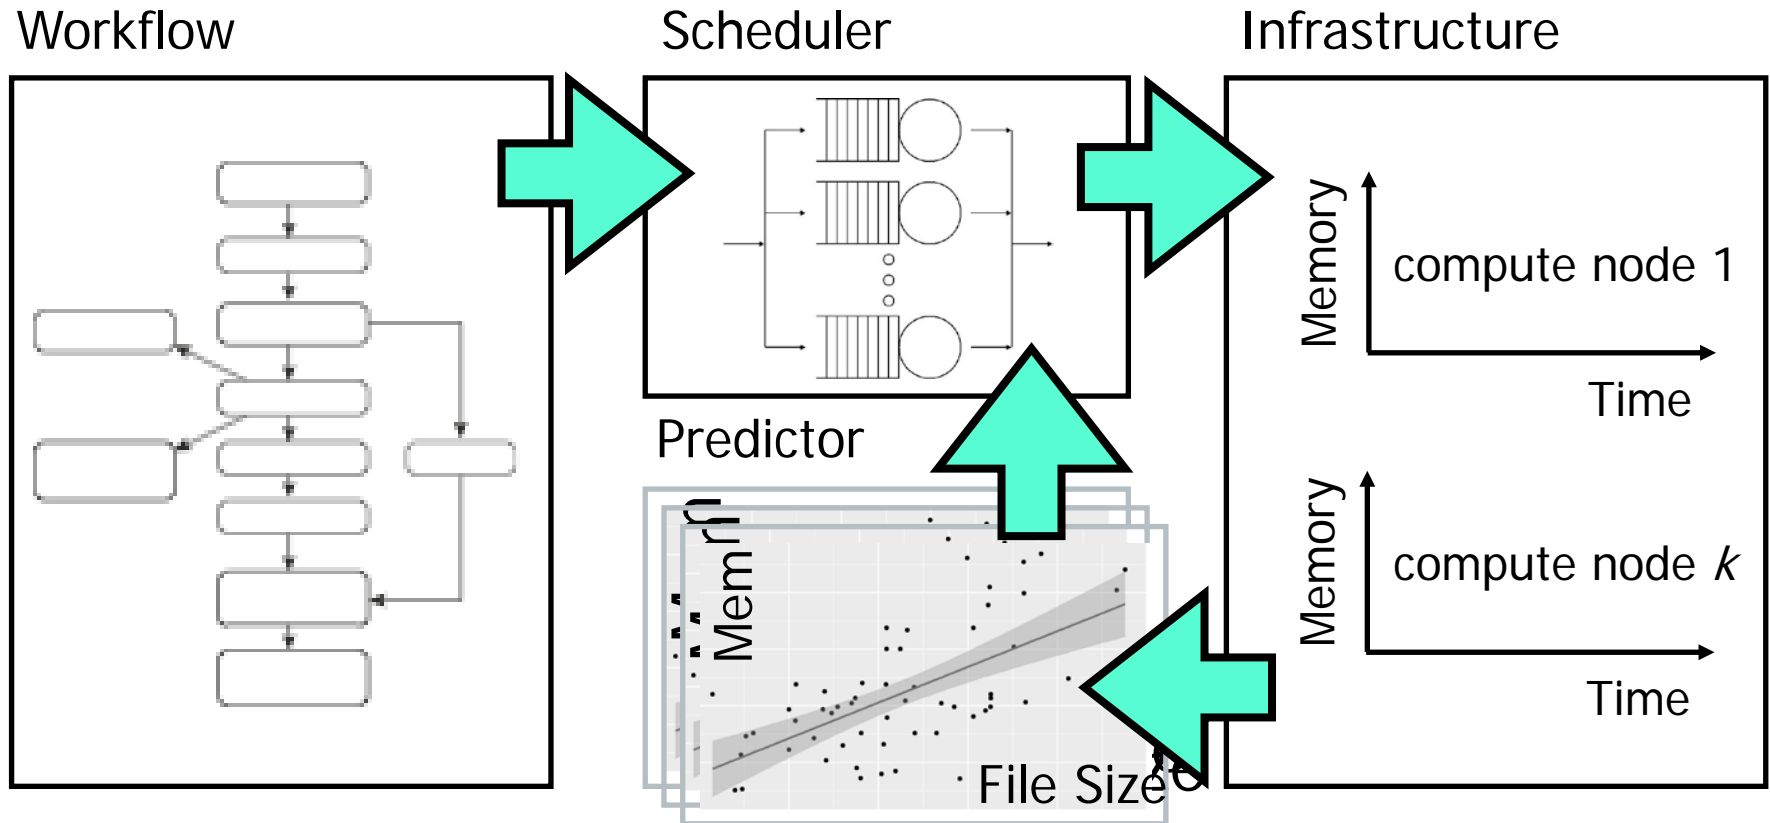 Workflow
Scheduler
Infrastructure
Memory
compute node 1
Time
Predictor
Mem
File Size
Memory
compute node k
Time